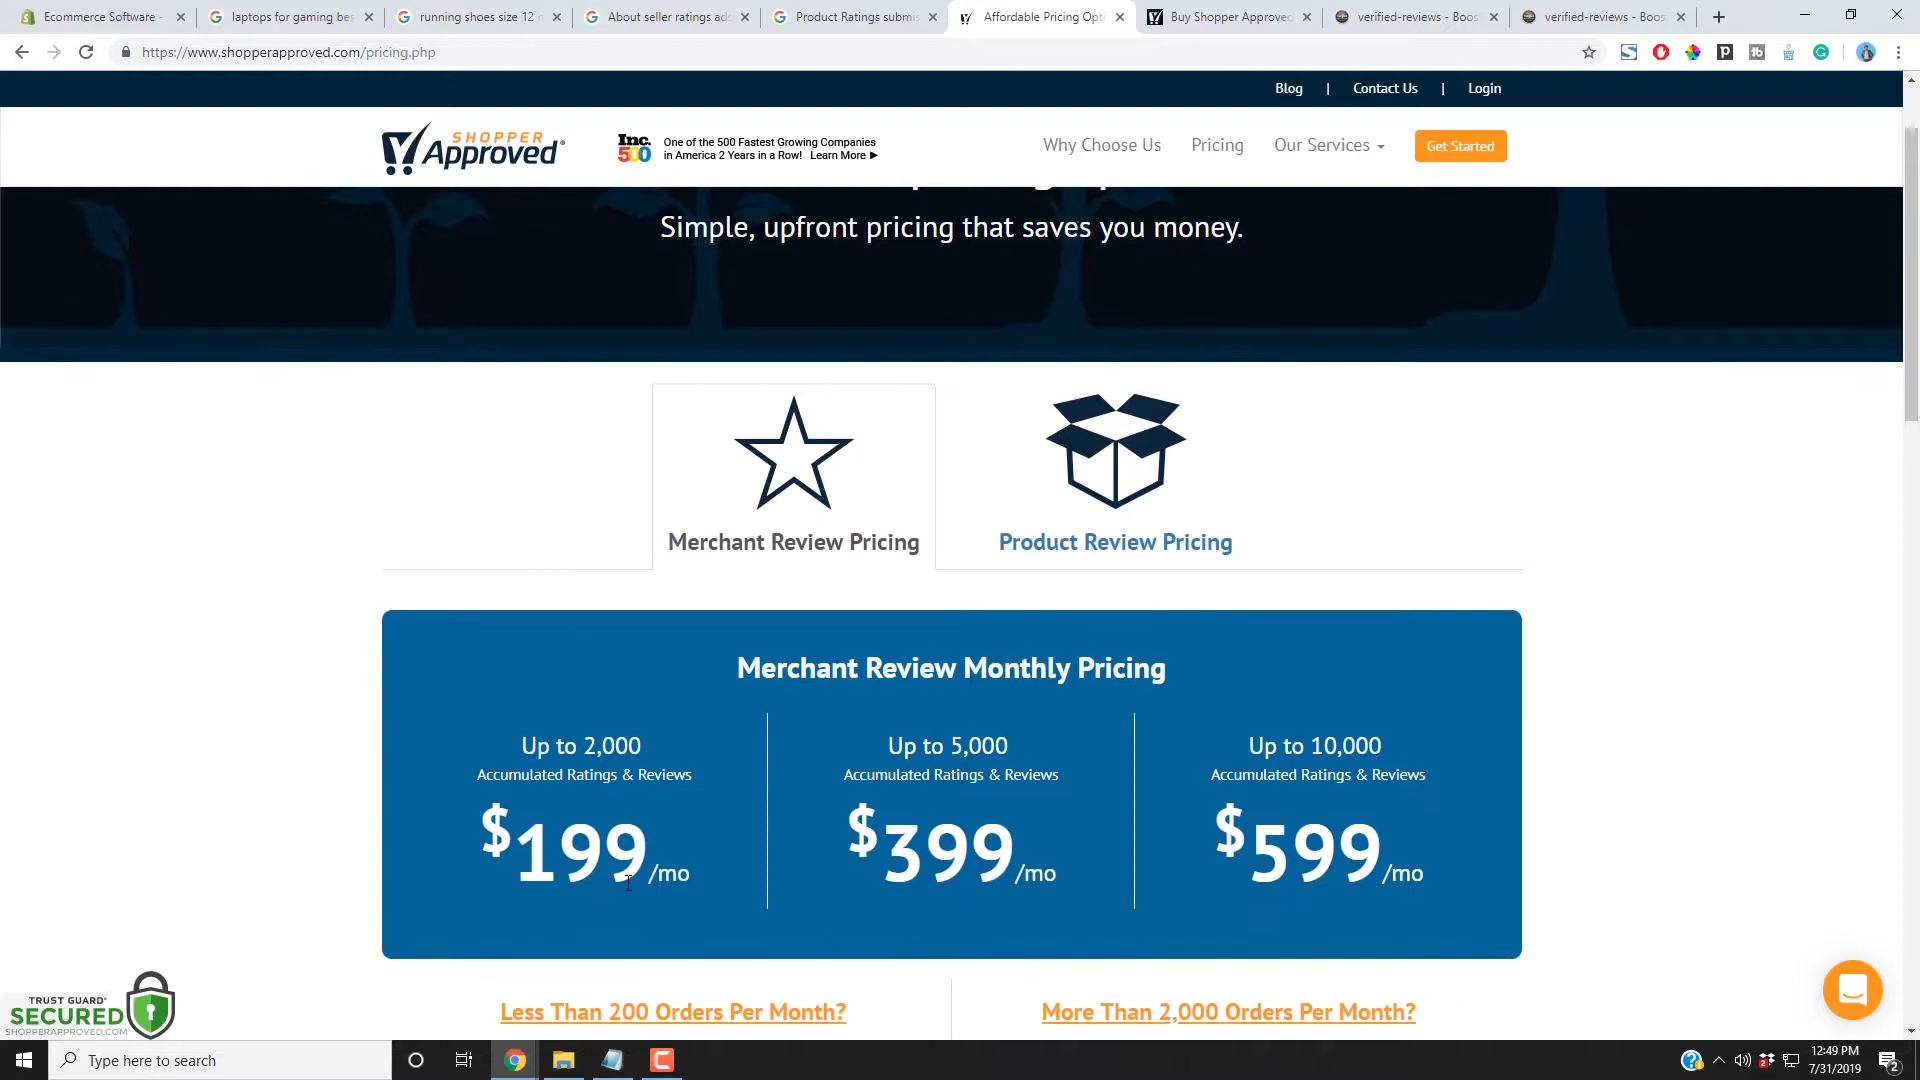 Ecommerce Software -
laptops for gaming bes
running shoes size 12
About seller ratings ads
Product Ratings submis
Affordable Pricing Opti
Buy Shopper Approved
verified-reviews - Boos
verified-reviews - Boos
https://www.shopperapproved.com/pricing.php
Blog | Contact Us | Login
SHOPPER
Approved
Inc.
500
One of the 500 Fastest Growing Companies
in America 2 Years in a Row! Learn More ▶
Why Choose Us
Pricing
Our Services
Get Started
Simple, upfront pricing that saves you money.
Merchant Review Pricing
Product Review Pricing
Merchant Review Monthly Pricing
Up to 2,000
Accumulated Ratings & Reviews
$199/mo
Up to 5,000
Accumulated Ratings & Reviews
$399/mo
Up to 10,000
Accumulated Ratings & Reviews
$599/mo
TRUST GUARD
SECURED
SHOPPERAPPROVED.COM
Less Than 200 Orders Per Month?
More Than 2,000 Orders Per Month?
Type here to search
12:49 PM
7/31/2019
2